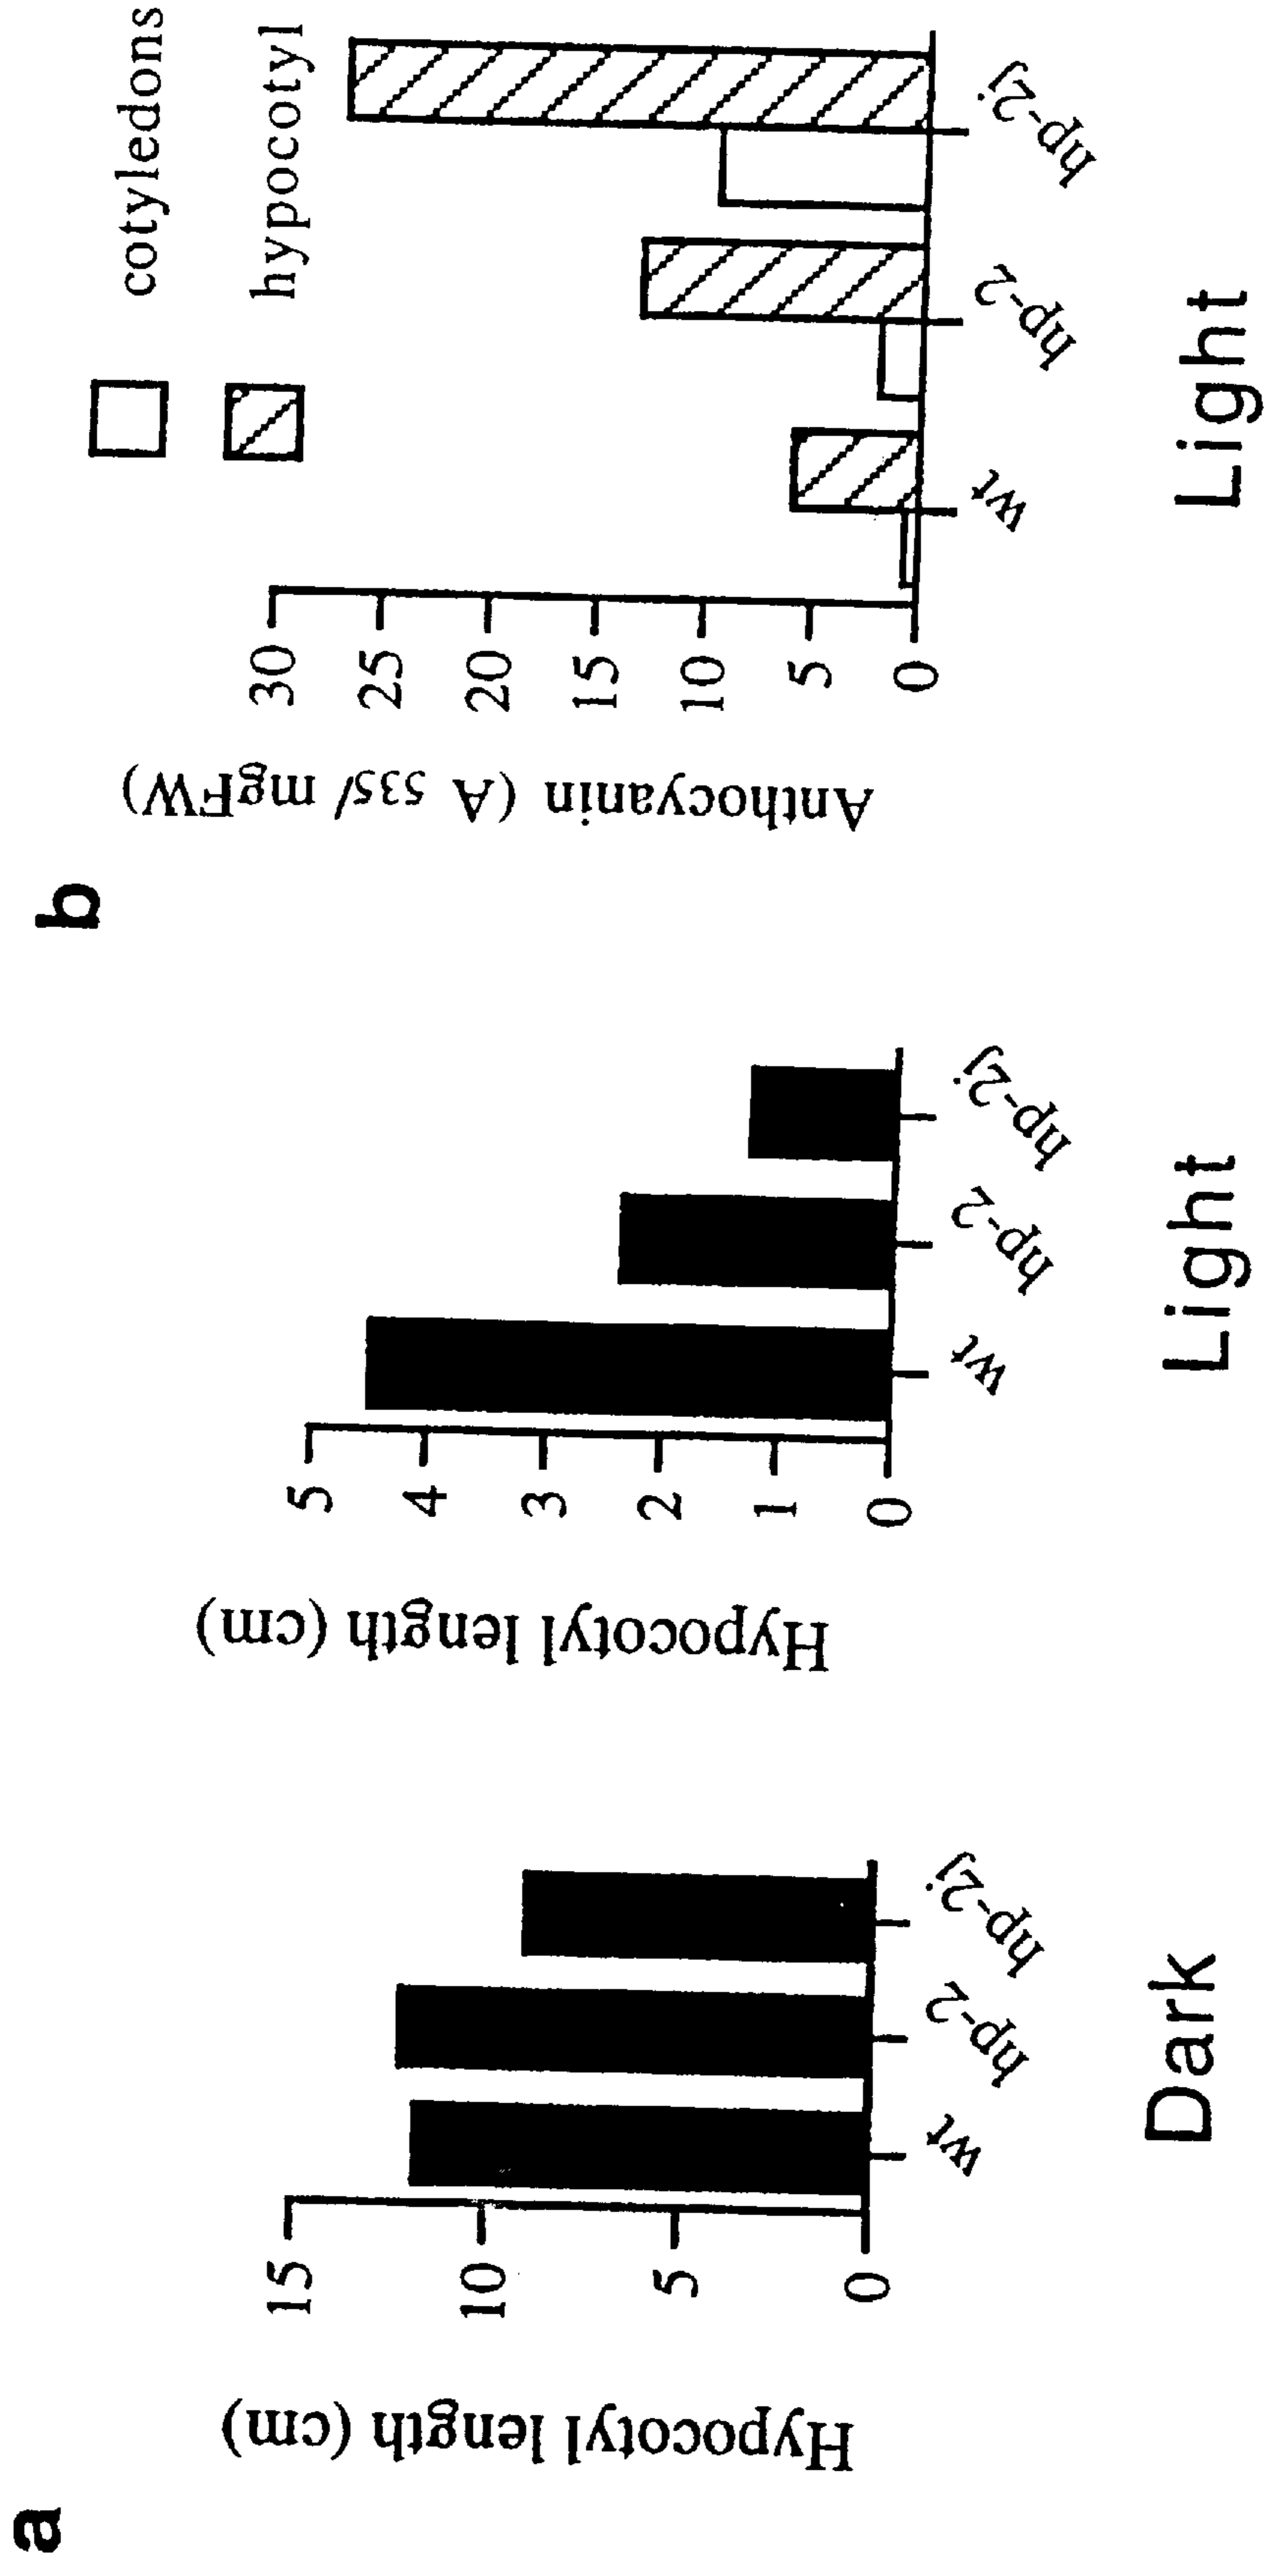 a
Hypocotyl length (cm)
15
10
5
0
wt
hp-2
hp-2j
Dark
Hypocotyl length (cm)
5
4
3
2
1
0
wt
hp-2
hp-2j
Light
b
cotyledons
hypocotyl
Anthocyanin (A 535/ mgFW)
30
25
20
15
10
5
0
wt
hp-2
hp-2j
Light